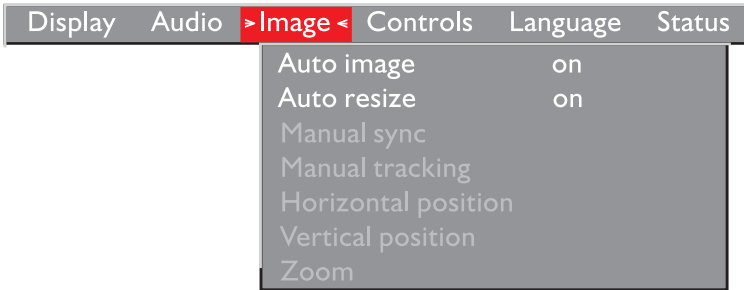 Display Audio >Image< Controls Language Status
Auto image on
Auto resize on
Manual sync
Manual tracking
Horizontal position
Vertical position
Zoom